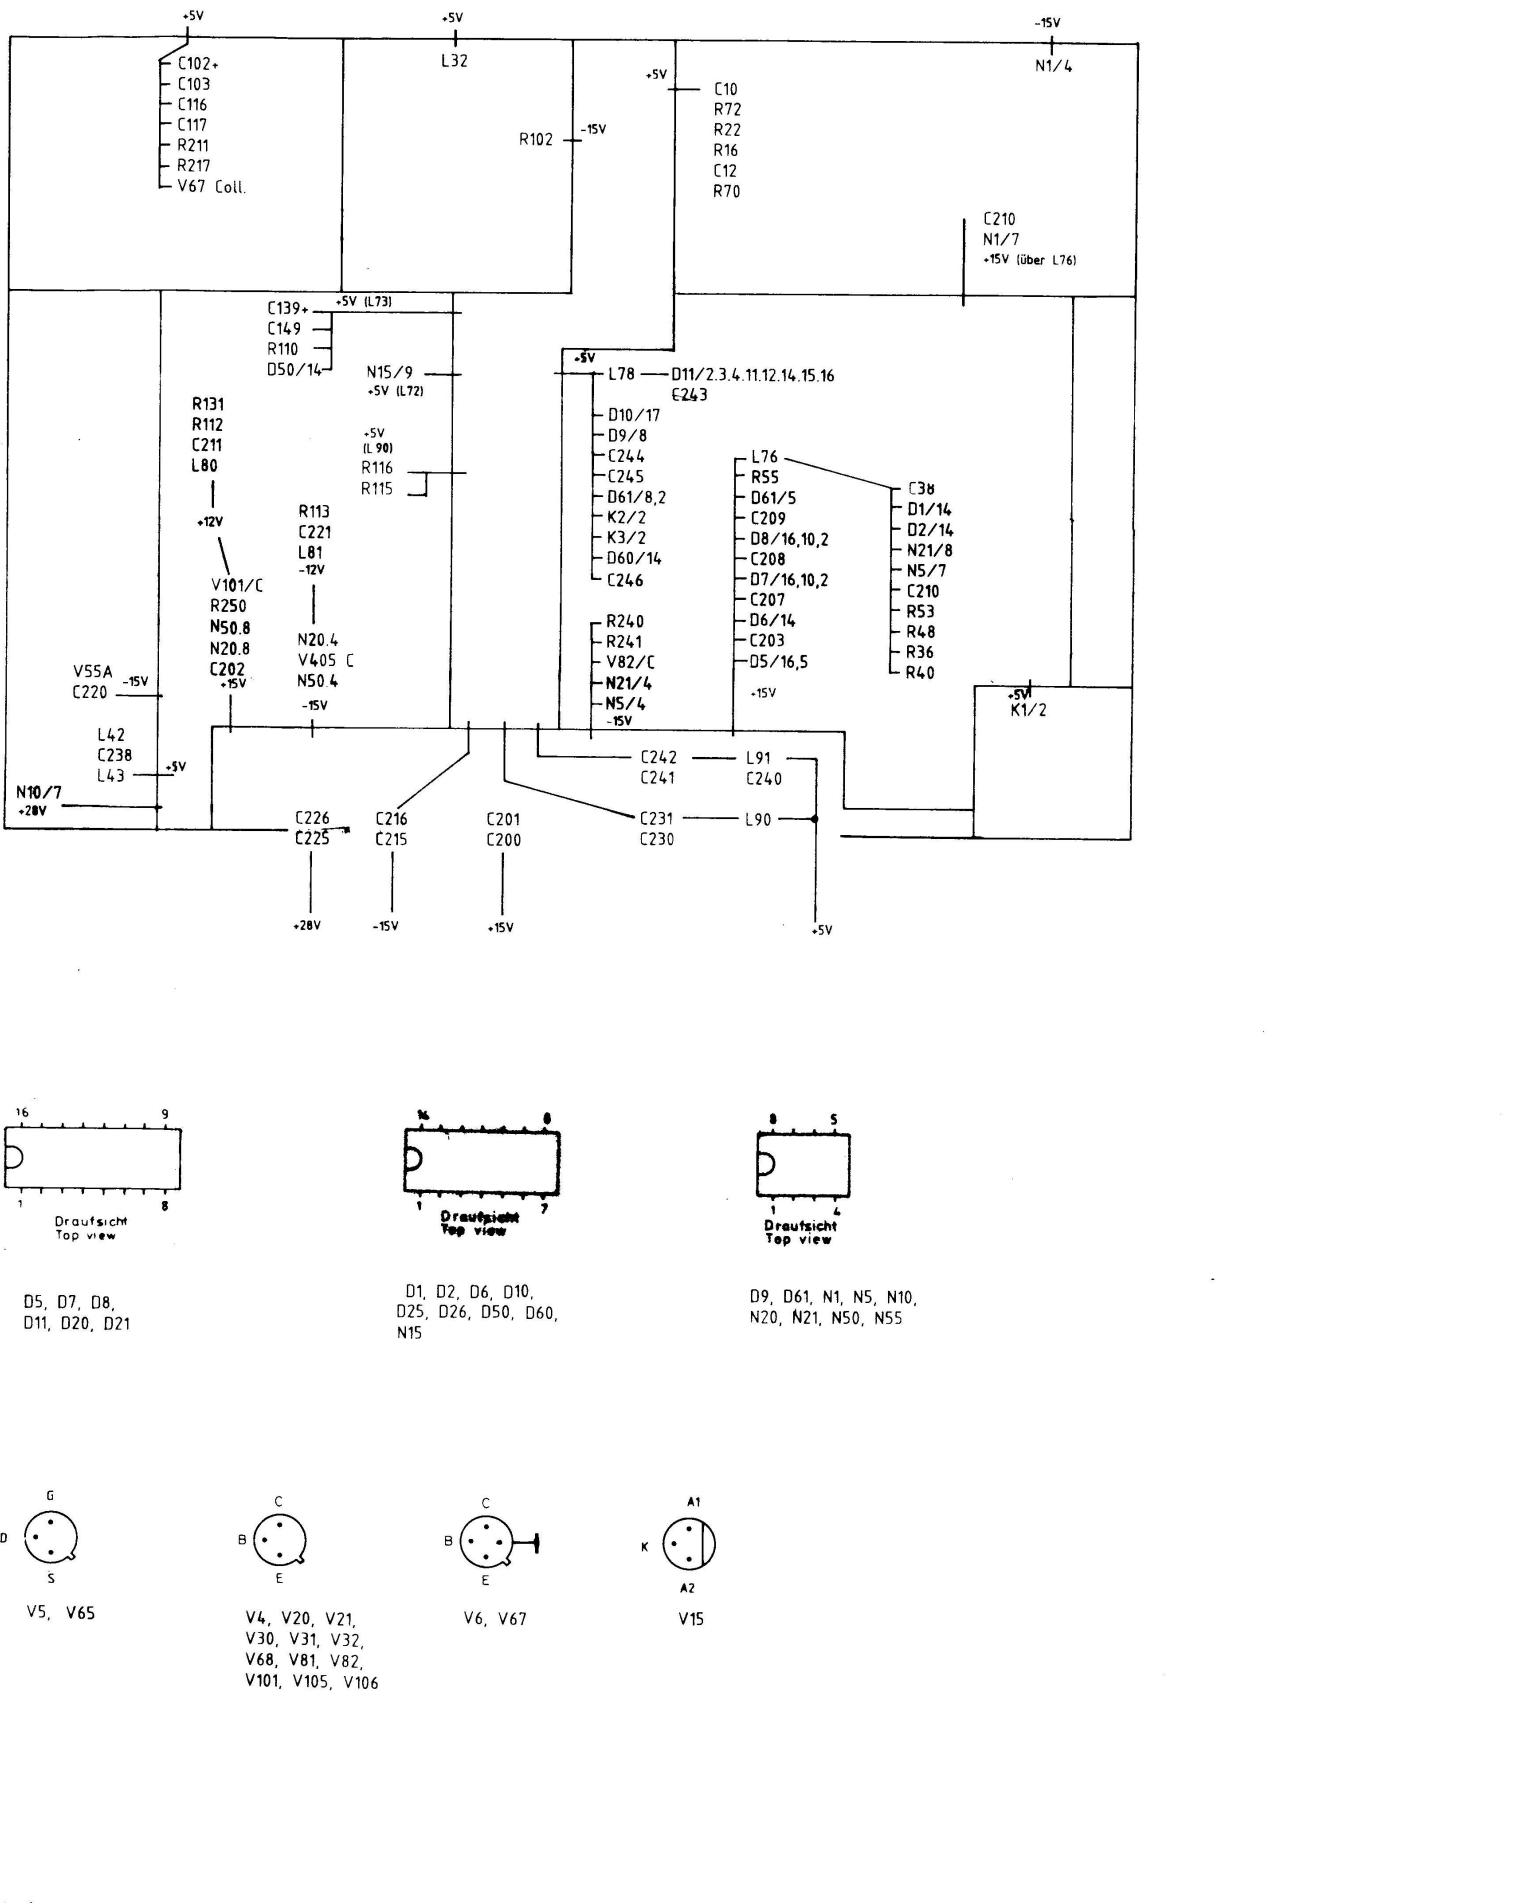 +5V
+5V
-15V
C102+
C103
C116
C117
R211
R217
V67 Coll.
L32
N1/4
R102
-15V
+5V
C10
R72
R22
R16
C12
R70
C210
N1/7
+15V (über L76)
C139+
+5V (L73)
C149
R110
D50/14
N15/9
+5V (L72)
+5V
(L 90)
R116
R115
R131
R112
C211
L80
+12V
V101/C
R250
N50.8
N20.8
C202
+15V
R113
C221
L81
-12V
N20.4
V405 C
N50.4
-15V
V55A
-15V
C220
L42
C238
L43
+5V
N10/7
+28V
+5V
L78
D11/2.3.4.11.12.14.15.16
C243
D10/17
D9/8
C244
C245
D61/8,2
K2/2
K3/2
D60/14
C246
R240
R241
V82/C
N21/4
N5/4
-15V
L76
R55
D61/5
C209
D8/16,10,2
C208
D7/16,10,2
C207
D6/14
C203
D5/16,5
+15V
C38
D1/14
D2/14
N21/8
N5/7
C210
R53
R48
R36
R40
+5V
K1/2
C242
L91
C241
C240
C226
C225
+28V
C216
C215
-15V
C201
C200
+15V
C231
L90
C230
+5V
16 9
1 8
Draufsicht
Top view
D5, D7, D8,
D11, D20, D21
1 7
Draufsicht
Top view
D1, D2, D6, D10,
D25, D26, D50, D60,
N15
8 5
1 4
Draufsicht
Top view
D9, D61, N1, N5, N10,
N20, N21, N50, N55
G
D
S
V5, V65
C
B
E
V4, V20, V21,
V30, V31, V32,
V68, V81, V82,
V101, V105, V106
C
B
E
V6, V67
A1
K
A2
V15